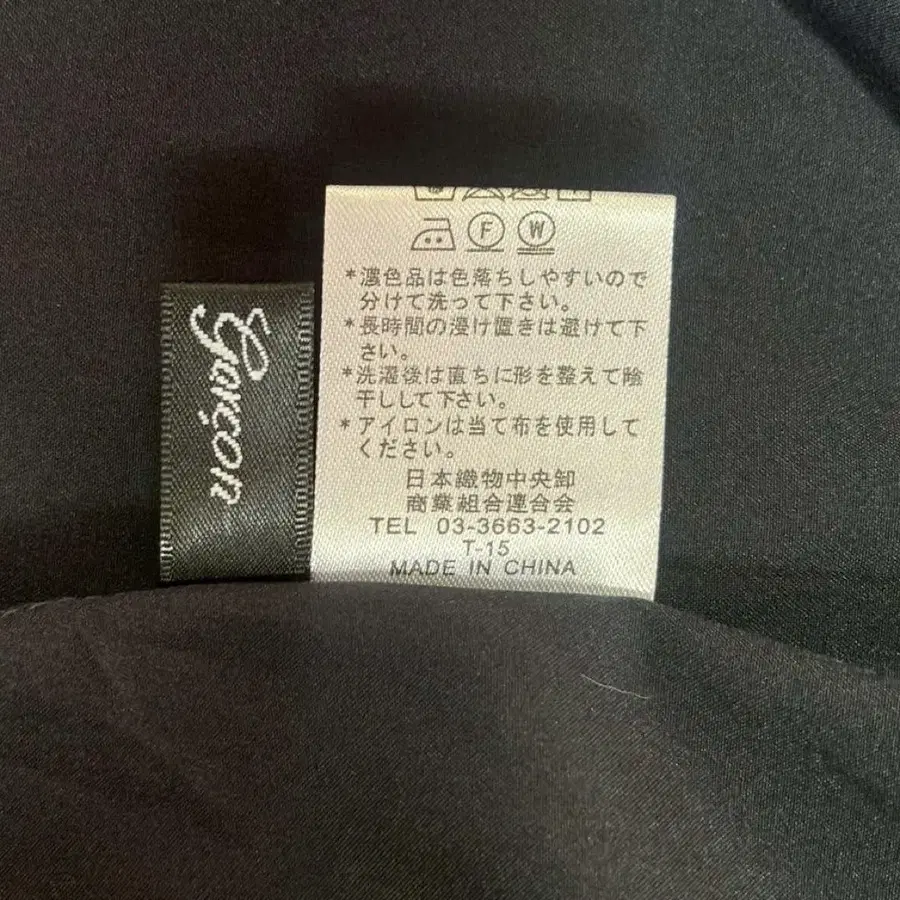 Garçon
F W
*濃色品は色落ちしやすいので
分けて洗って下さい。
*長時間の浸け置きは避けて下
さい。
*洗濯後は直ちに形を整えて陰
干しして下さい。
*アイロンは当て布を使用して
ください。
日本織物中央卸
商業組合連合会
TEL 03-3663-2102
T-15
MADE IN CHINA